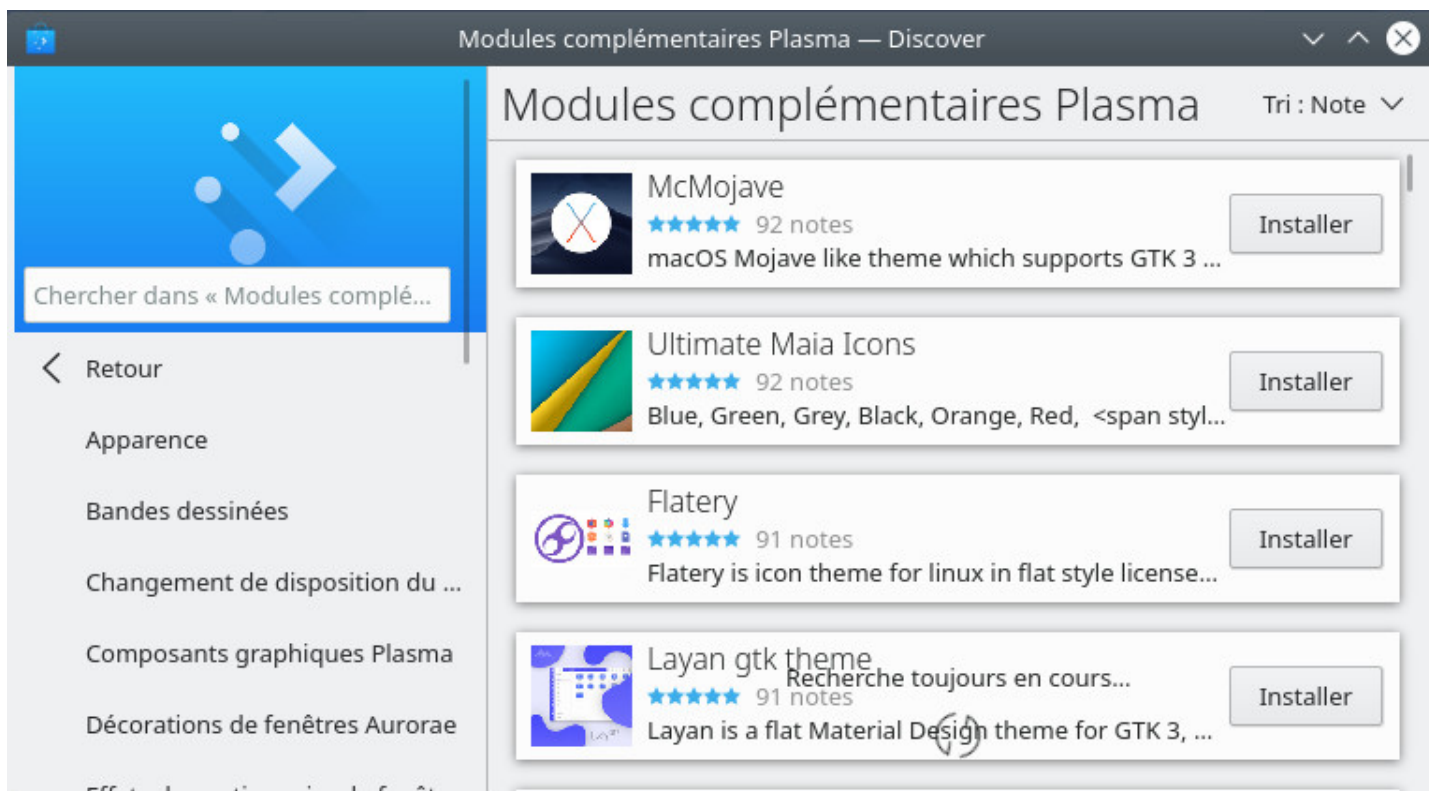 Modules complémentaires Plasma — Discover
Chercher dans « Modules complé...
Retour
Apparence
Bandes dessinées
Changement de disposition du ...
Composants graphiques Plasma
Décorations de fenêtres Aurorae
Modules complémentaires Plasma
Tri : Note
McMojave
92 notes
macOS Mojave like theme which supports GTK 3 ...
Installer
Ultimate Maia Icons
92 notes
Blue, Green, Grey, Black, Orange, Red, <span styl...
Installer
Flatery
91 notes
Flatery is icon theme for linux in flat style license...
Installer
Layan gtk theme
Recherche toujours en cours...
91 notes
Layan is a flat Material Design theme for GTK 3, ...
Installer